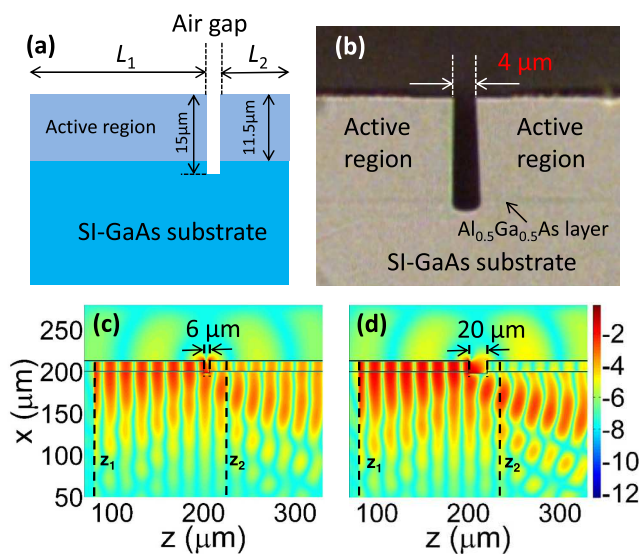 (a)
Air gap
L1
L2
Active region
15μm
11.5μm
SI-GaAs substrate
(b)
4 μm
Active
region
Active
region
Al0.5Ga0.5As layer
SI-GaAs substrate
(c)
6 μm
(d)
20 μm
x (μm)
250
200
150
100
50
z1
z2
z1
z2
100
200
300
100
200
300
z (μm)
z (μm)
-2
-4
-6
-8
-10
-12